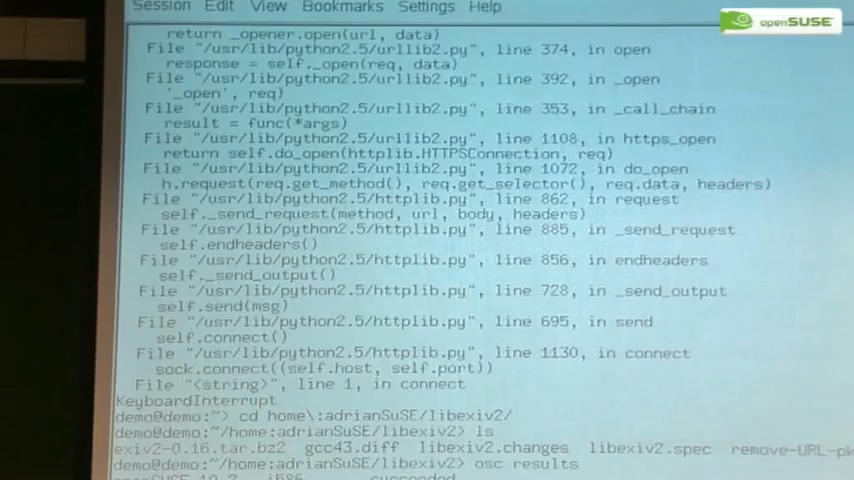 Session Edit View Bookmarks Settings Help
openSUSE
return _opener.open(url, data)
File "/usr/lib/python2.5/urllib2.py", line 374, in open
response = self._open(req, data)
File "/usr/lib/python2.5/urllib2.py", line 392, in _open
'_open', req)
File "/usr/lib/python2.5/urllib2.py", line 353, in _call_chain
result = func(*args)
File "/usr/lib/python2.5/urllib2.py", line 1108, in https_open
return self.do_open(httplib.HTTPSConnection, req)
File "/usr/lib/python2.5/urllib2.py", line 1072, in do_open
h.request(req.get_method(), req.get_selector(), req.data, headers)
File "/usr/lib/python2.5/httplib.py", line 862, in request
self._send_request(method, url, body, headers)
File "/usr/lib/python2.5/httplib.py", line 885, in _send_request
self.endheaders()
File "/usr/lib/python2.5/httplib.py", line 856, in endheaders
self._send_output()
File "/usr/lib/python2.5/httplib.py", line 728, in _send_output
self.send(msg)
File "/usr/lib/python2.5/httplib.py", line 695, in send
self.connect()
File "/usr/lib/python2.5/httplib.py", line 1130, in connect
sock.connect((self.host, self.port))
File "<string>", line 1, in connect
KeyboardInterrupt
demo@demo:~> cd home\:adrianSuSE/libexiv2/
demo@demo:~/home:adrianSuSE/libexiv2> ls
exiv2-0.16.tar.bz2 gcc43.diff libexiv2.changes libexiv2.spec remove-URL-pk
demo@demo:~/home:adrianSuSE/libexiv2> osc results
succeeded